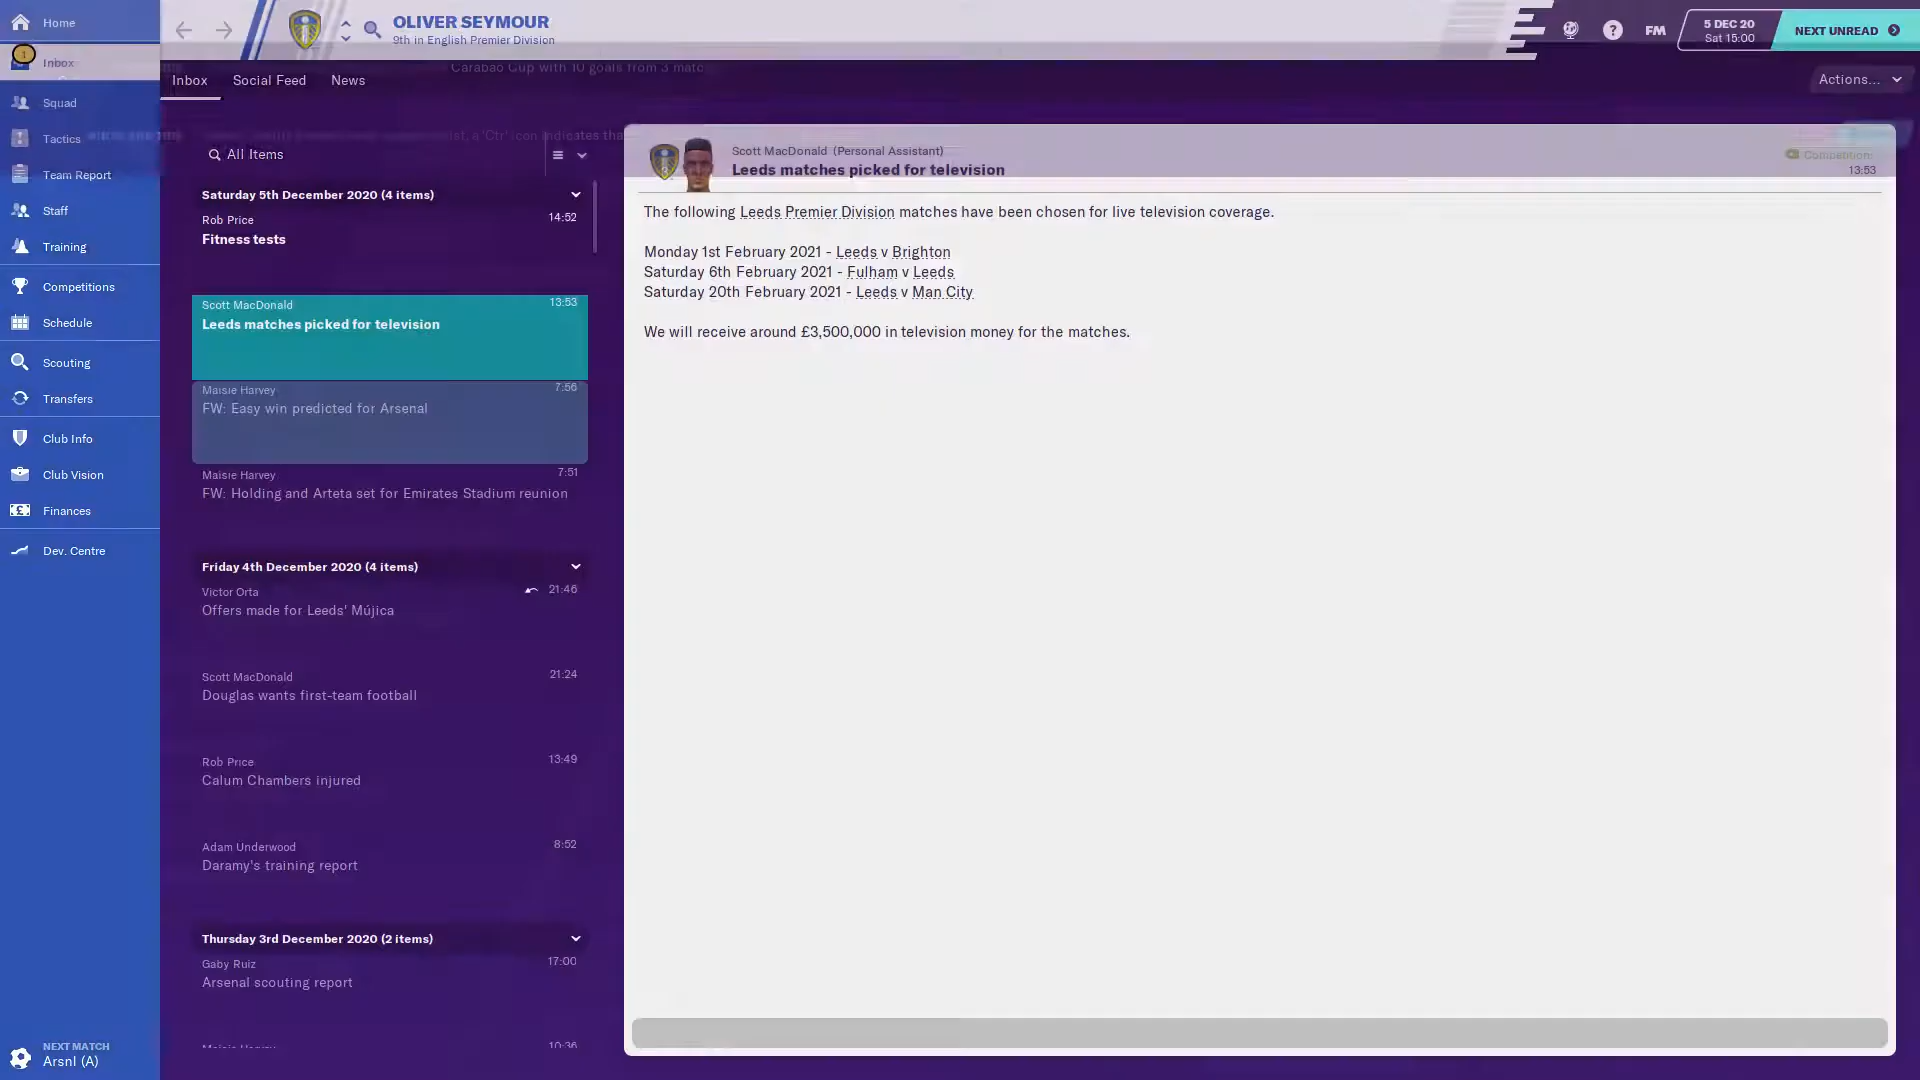 Home
Inbox
Squad
Tactics
Team Report
Staff
Training
Competitions
Schedule
Scouting
Transfers
Club Info
Club Vision
Finances
Dev. Centre
NEXT MATCH
Arsnl (A)
OLIVER SEYMOUR
9th in English Premier Division
?
FM
5 DEC 20
Sat 15:00
NEXT UNREAD
Carabao Cup with 10 goals from 3 matc
Inbox Social Feed News
Actions...
All Items
Saturday 5th December 2020 (4 items)
Rob Price 14:52
Fitness tests
Scott MacDonald 13:53
Leeds matches picked for television
Maisie Harvey 7:56
FW: Easy win predicted for Arsenal
Maisie Harvey 7:51
FW: Holding and Arteta set for Emirates Stadium reunion
Friday 4th December 2020 (4 items)
Victor Orta 21:46
Offers made for Leeds' Mújica
Scott MacDonald 21:24
Douglas wants first-team football
Rob Price 13:49
Calum Chambers injured
Adam Underwood 8:52
Daramy's training report
Thursday 3rd December 2020 (2 items)
Gaby Ruiz 17:00
Arsenal scouting report
Maisie Harvey 10:36
Scott MacDonald (Personal Assistant)
Leeds matches picked for television
Competitions
13:53
The following Leeds Premier Division matches have been chosen for live television coverage.
Monday 1st February 2021 - Leeds v Brighton
Saturday 6th February 2021 - Fulham v Leeds
Saturday 20th February 2021 - Leeds v Man City
We will receive around £3,500,000 in television money for the matches.